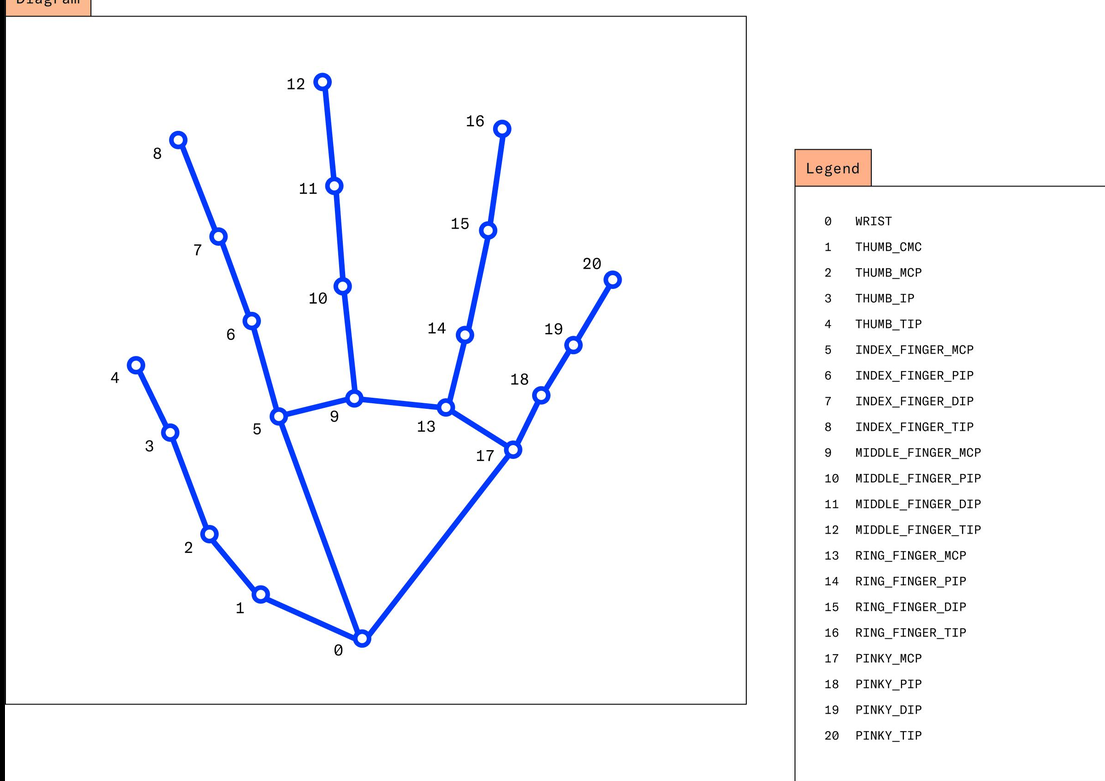 Diagram
12
16
8
11
15
7
20
10
14
19
6
18
4
9
13
5
3
17
2
1
0
Legend
0 WRIST
1 THUMB_CMC
2 THUMB_MCP
3 THUMB_IP
4 THUMB_TIP
5 INDEX_FINGER_MCP
6 INDEX_FINGER_PIP
7 INDEX_FINGER_DIP
8 INDEX_FINGER_TIP
9 MIDDLE_FINGER_MCP
10 MIDDLE_FINGER_PIP
11 MIDDLE_FINGER_DIP
12 MIDDLE_FINGER_TIP
13 RING_FINGER_MCP
14 RING_FINGER_PIP
15 RING_FINGER_DIP
16 RING_FINGER_TIP
17 PINKY_MCP
18 PINKY_PIP
19 PINKY_DIP
20 PINKY_TIP